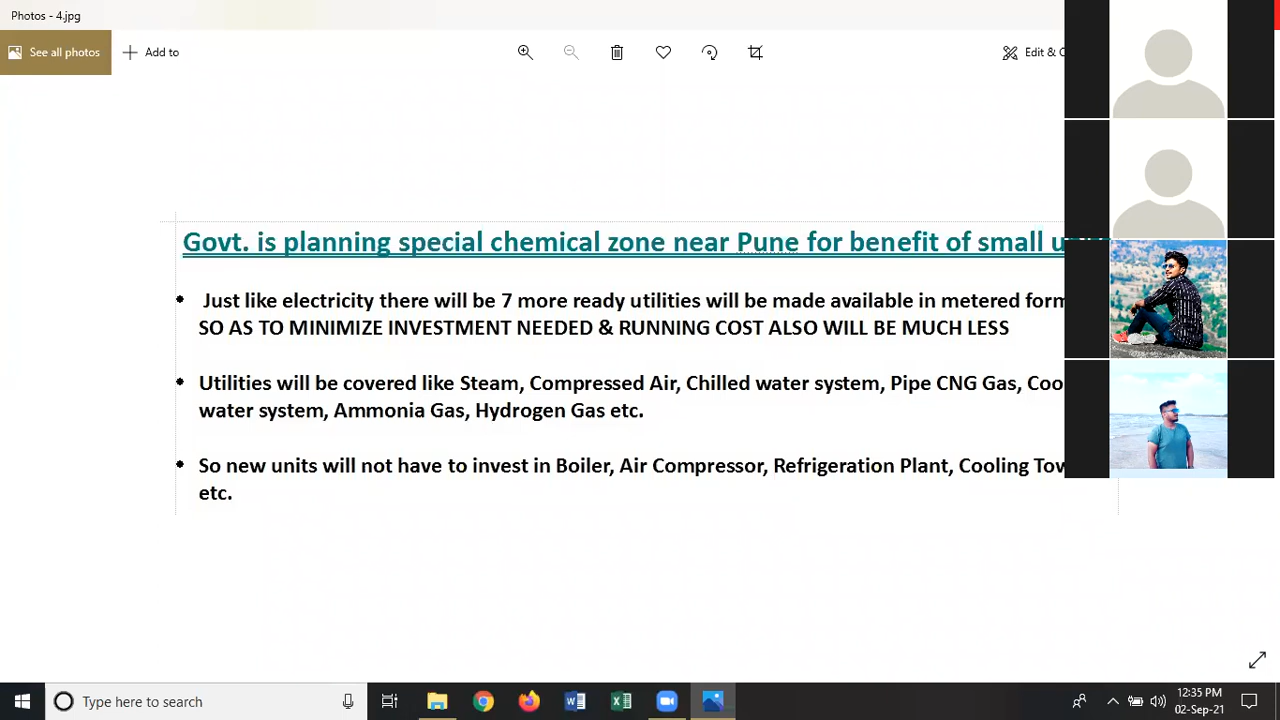 Photos - 4.jpg
See all photos
Add to
Edit &
Govt. is planning special chemical zone near Pune for benefit of small
• Just like electricity there will be 7 more ready utilities will be made available in metered form
SO AS TO MINIMIZE INVESTMENT NEEDED & RUNNING COST ALSO WILL BE MUCH LESS
• Utilities will be covered like Steam, Compressed Air, Chilled water system, Pipe CNG Gas,
water system, Ammonia Gas, Hydrogen Gas etc.
• So new units will not have to invest in Boiler, Air Compressor, Refrigeration Plant, Cooling
etc.
Type here to search
12:35 PM
02-Sep-21